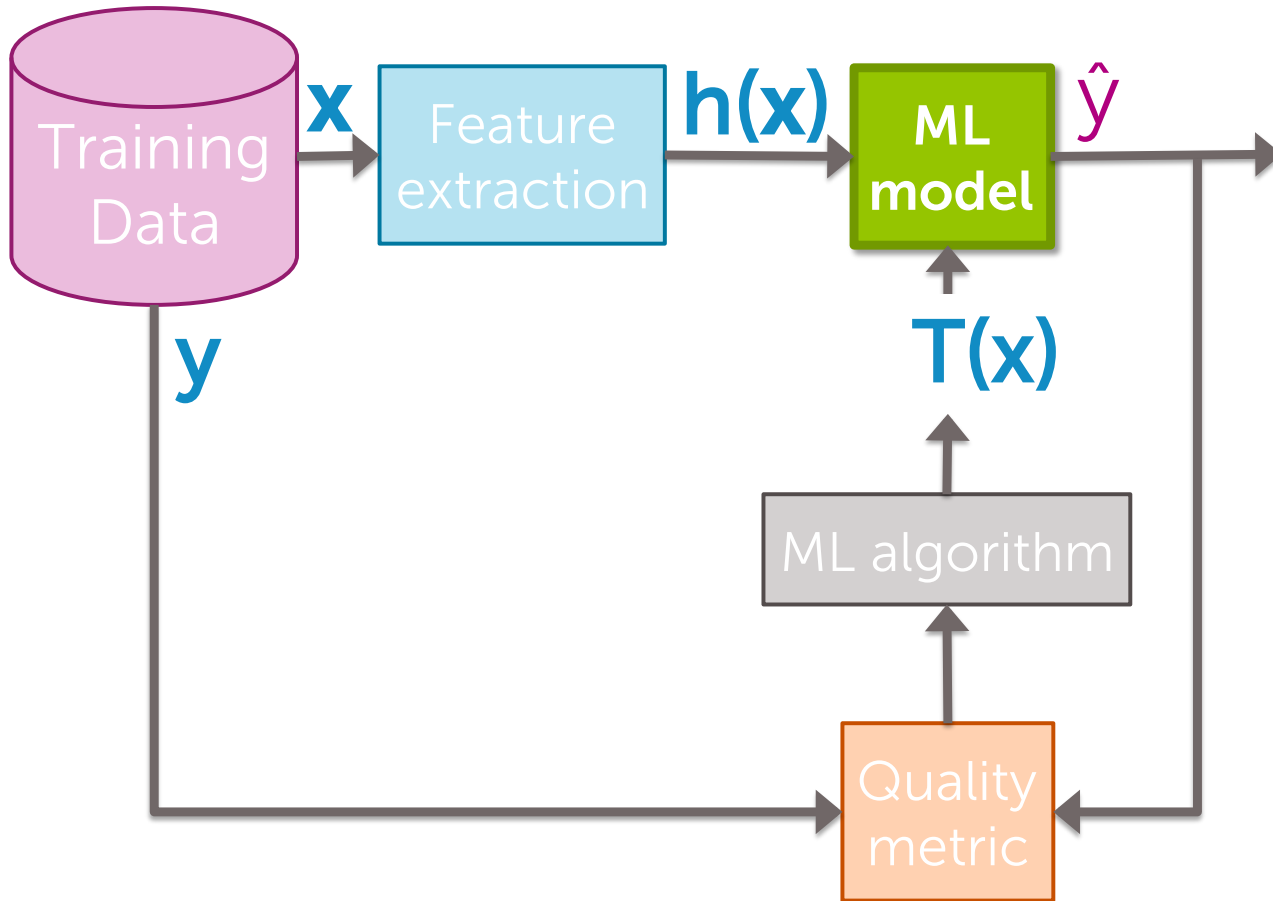 Training
Data
x
Feature
extraction
h(x)
ML
model
ŷ
y
T(x)
ML algorithm
Quality
metric